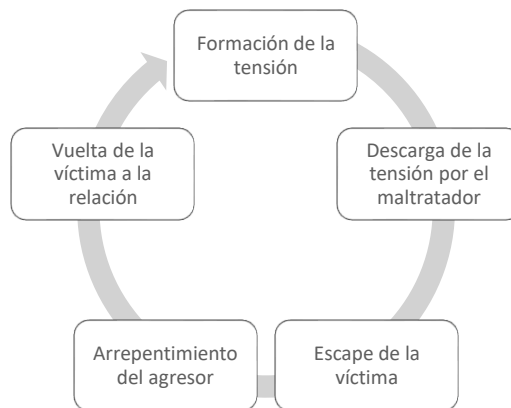 Formación de la
tensión
Descarga de la
tensión por el
maltratador
Escape de la
víctima
Arrepentimiento
del agresor
Vuelta de la
víctima a la
relación